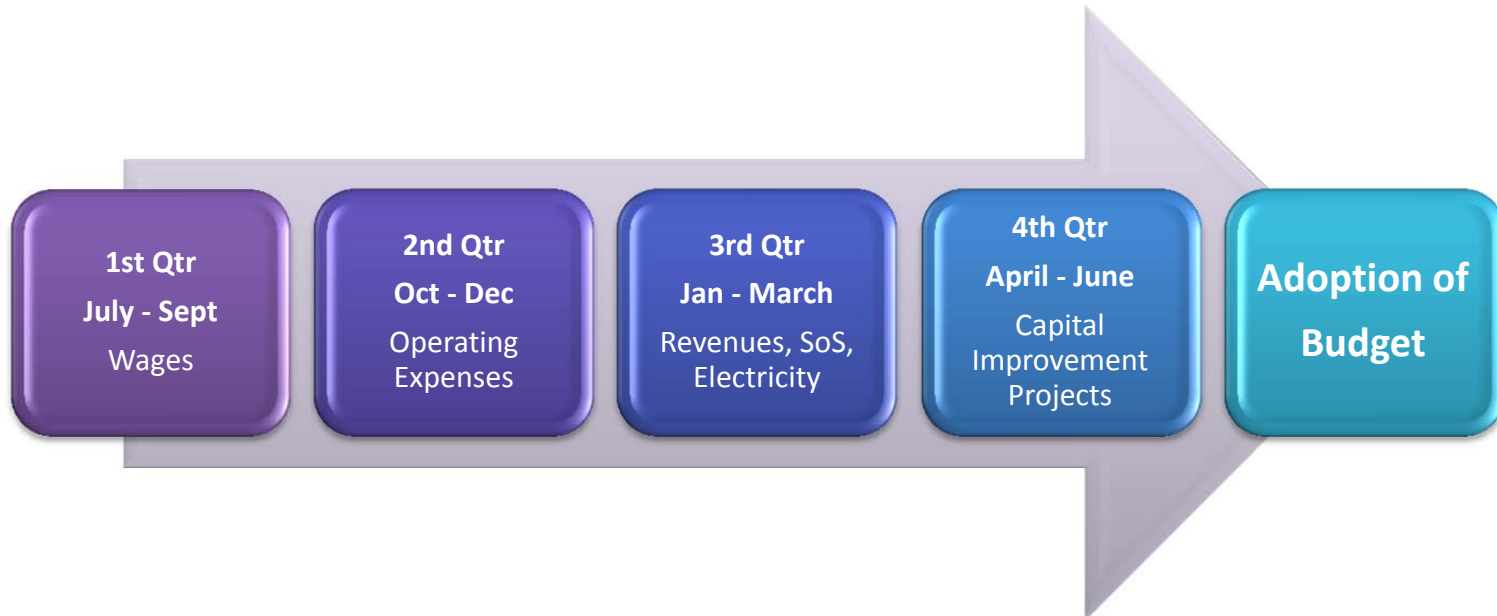 1st Qtr
July - Sept
Wages
2nd Qtr
Oct - Dec
Operating
Expenses
3rd Qtr
Jan - March
Revenues, SoS,
Electricity
4th Qtr
April - June
Capital
Improvement
Projects
Adoption of
Budget